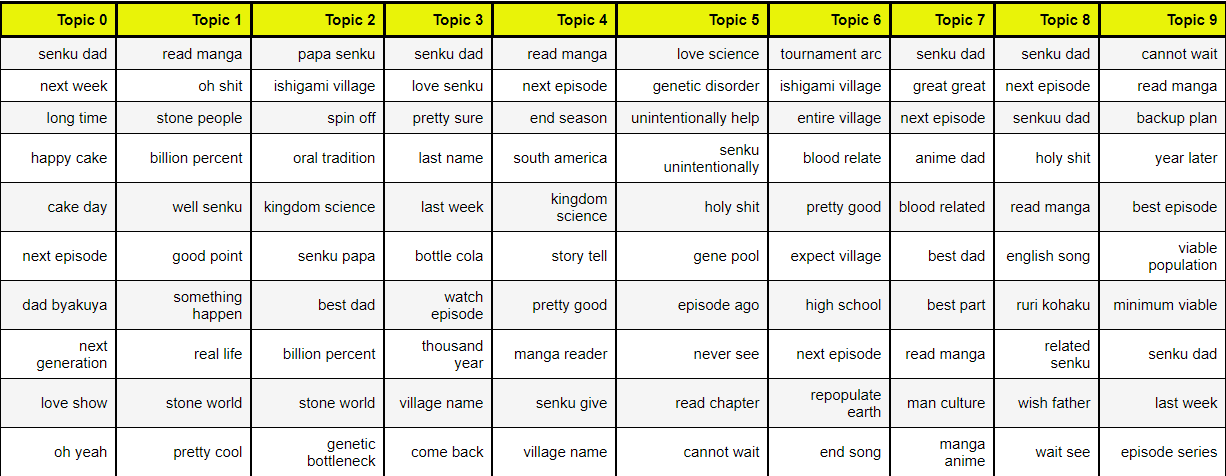 Topic 0 Topic 1 Topic 2 Topic 3 Topic 4 Topic 5 Topic 6 Topic 7 Topic 8 Topic 9
senku dad read manga papa senku senku dad read manga love science tournament arc senku dad senku dad cannot wait
next week oh shit ishigami village love senku next episode genetic disorder ishigami village great great next episode read manga
long time stone people spin off pretty sure end season unintentionally help entire village next episode senkuu dad backup plan
happy cake billion percent oral tradition last name south america senku unintentionally blood relate anime dad holy shit year later
cake day well senku kingdom science last week kingdom science holy shit pretty good blood related read manga best episode
next episode good point senku papa bottle cola story tell gene pool expect village best dad english song viable population
dad byakuya something happen best dad watch episode pretty good episode ago high school best part ruri kohaku minimum viable
next generation real life billion percent thousand year manga reader never see next episode read manga related senku senku dad
love show stone world stone world village name senku give read chapter repopulate earth man culture wish father last week
oh yeah pretty cool genetic bottleneck come back village name cannot wait end song manga anime wait see episode series